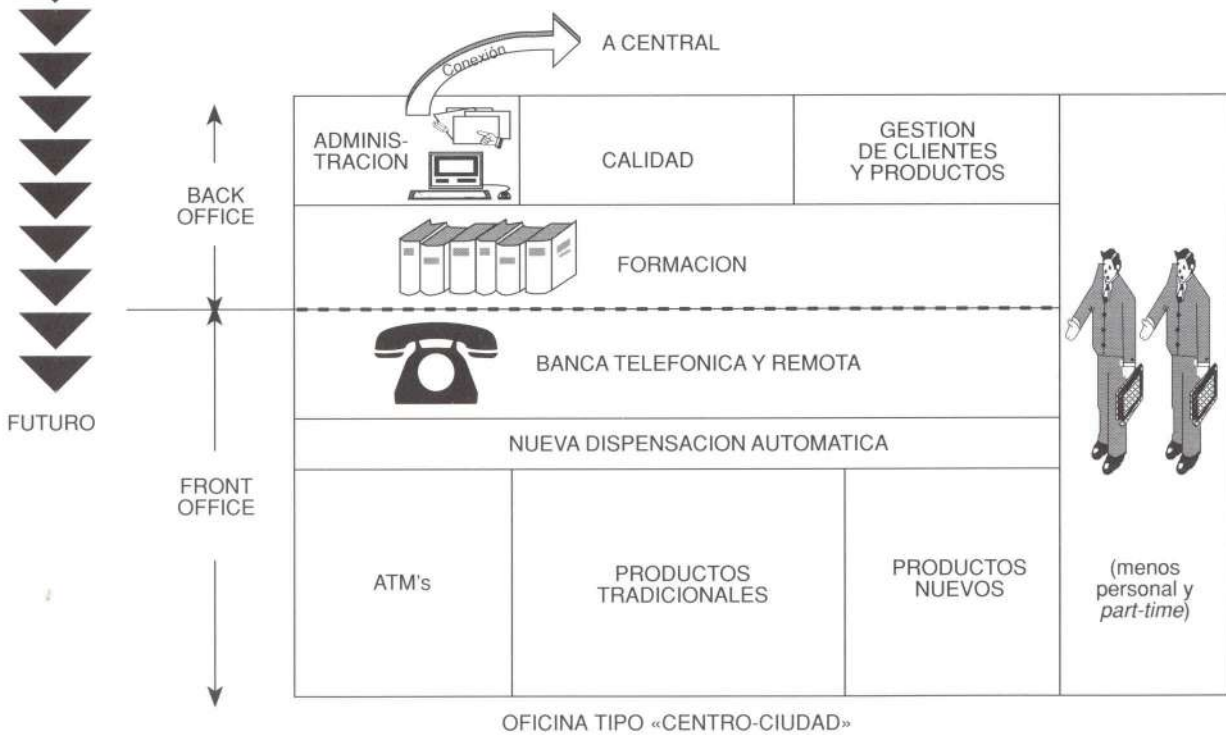 Conexión
A CENTRAL
ADMINIS-
TRACION
CALIDAD
GESTION
DE CLIENTES
Y PRODUCTOS
BACK
OFFICE
FORMACION
BANCA TELEFONICA Y REMOTA
FUTURO
NUEVA DISPENSACION AUTOMATICA
FRONT
OFFICE
ATM's
PRODUCTOS
TRADICIONALES
PRODUCTOS
NUEVOS
(menos
personal y
part-time)
OFICINA TIPO «CENTRO-CIUDAD»